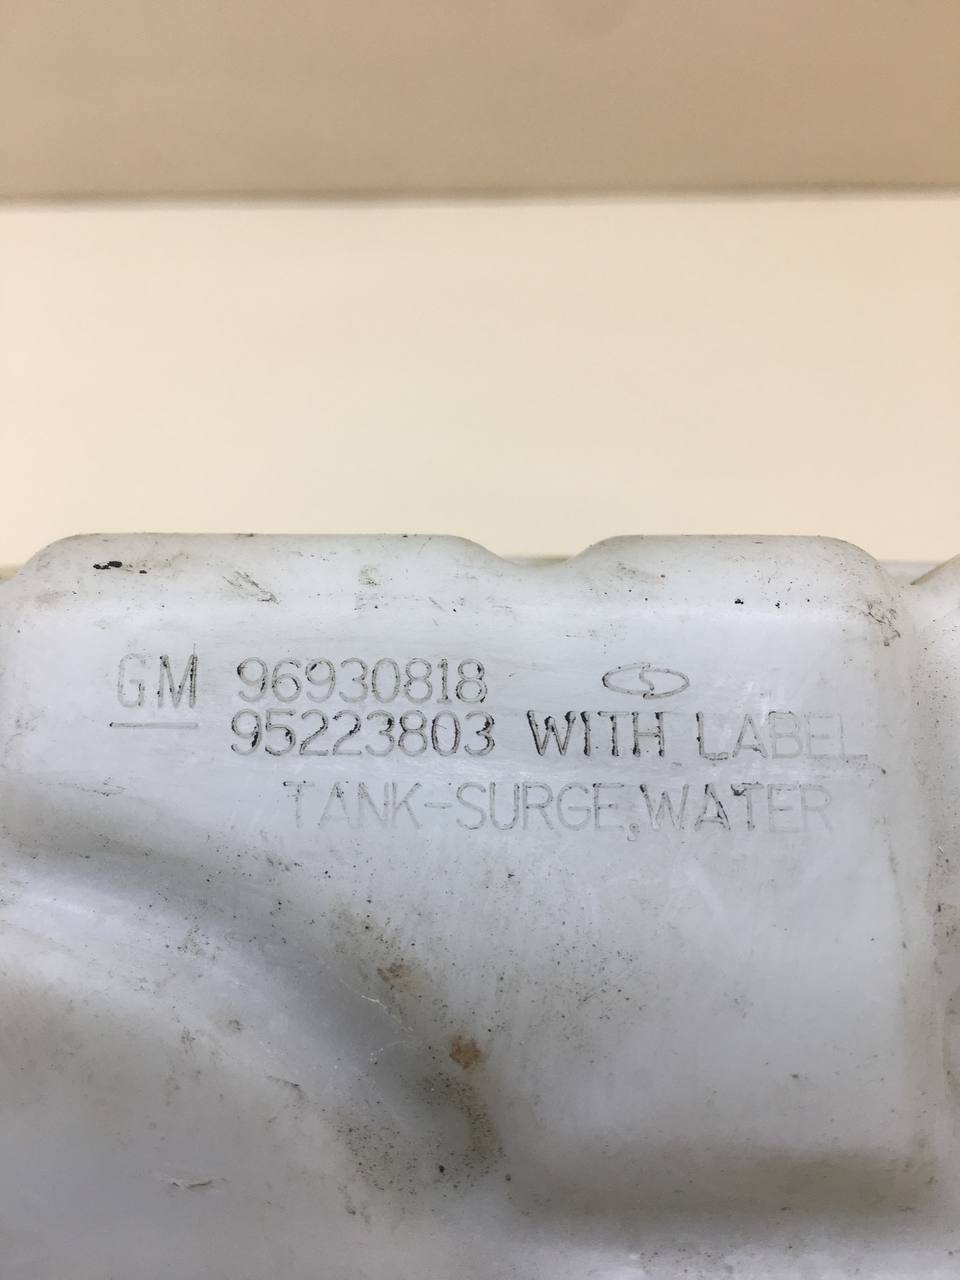 GM 96930818
95223803 WITH LABEL
TANK-SURGE,WATER